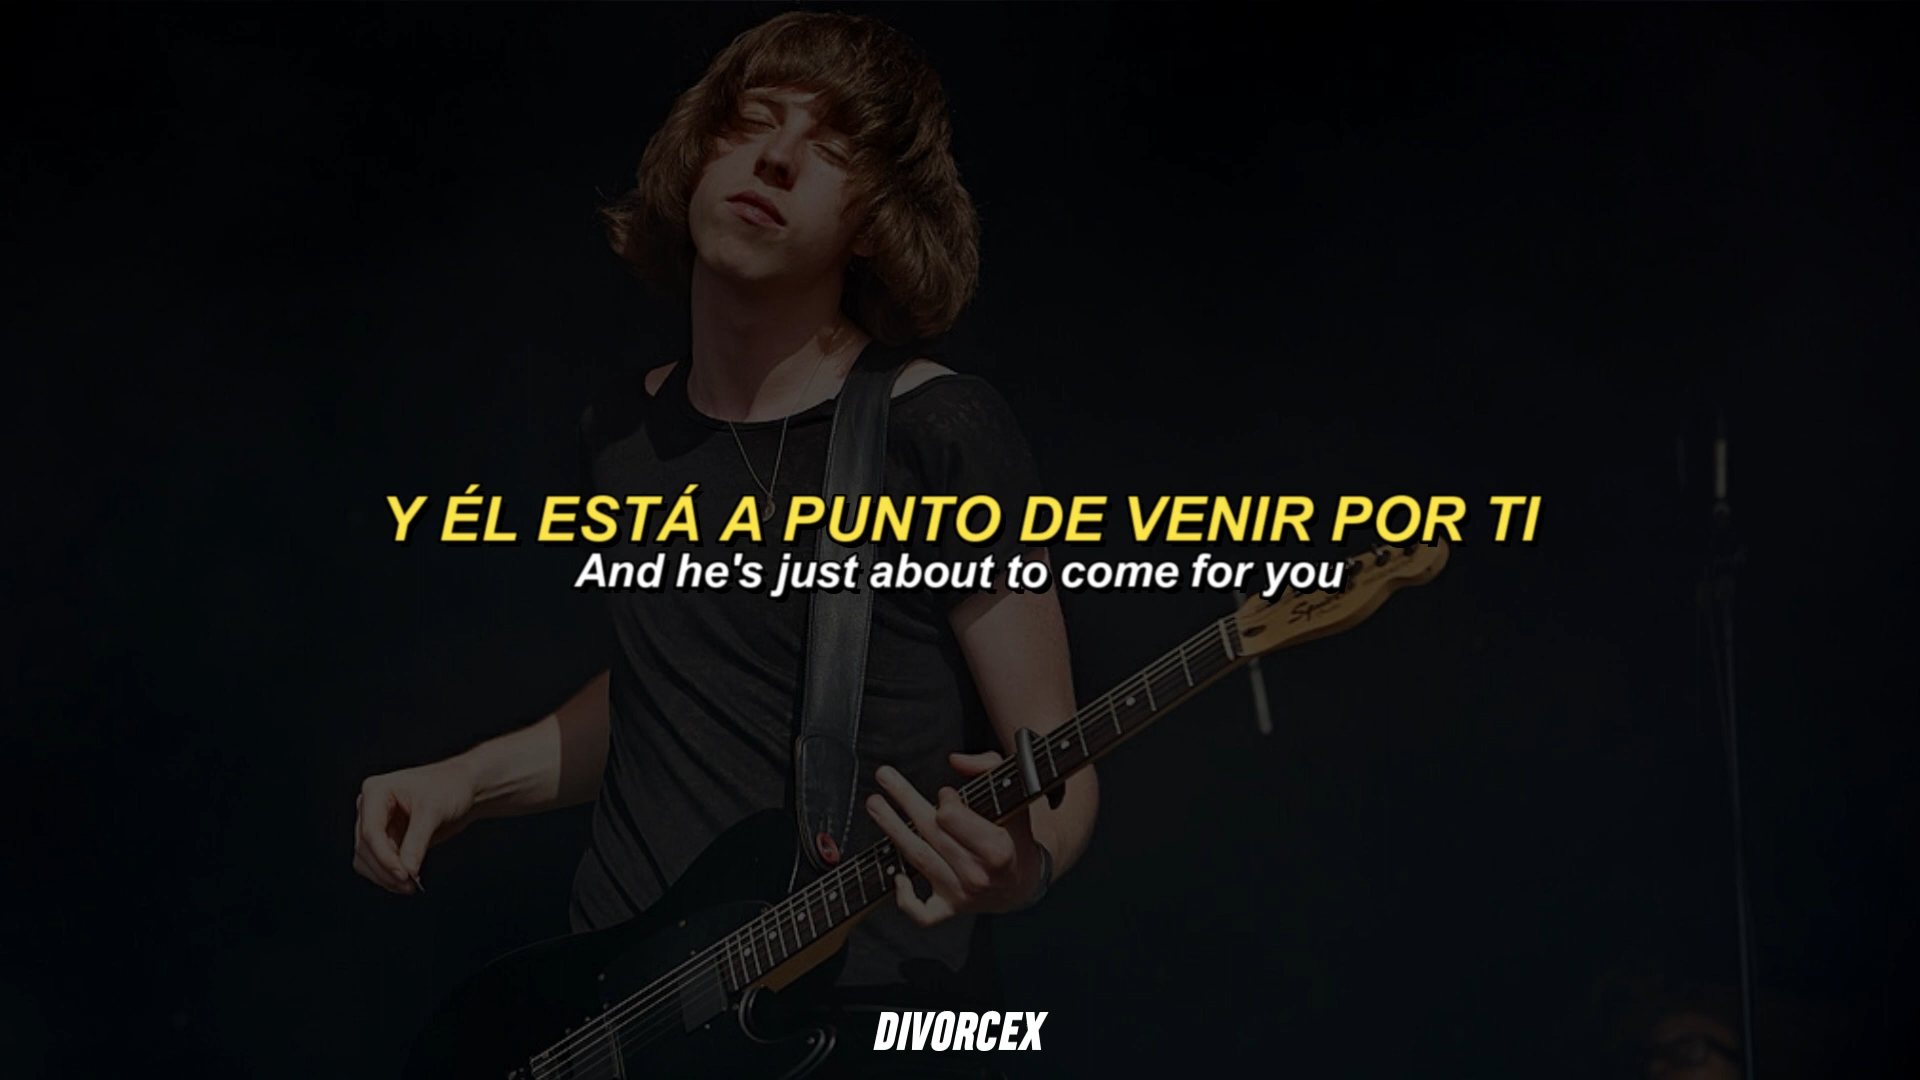 Y ÉL ESTÁ A PUNTO DE VENIR POR TI
And he's just about to come for you
DIVORCEX